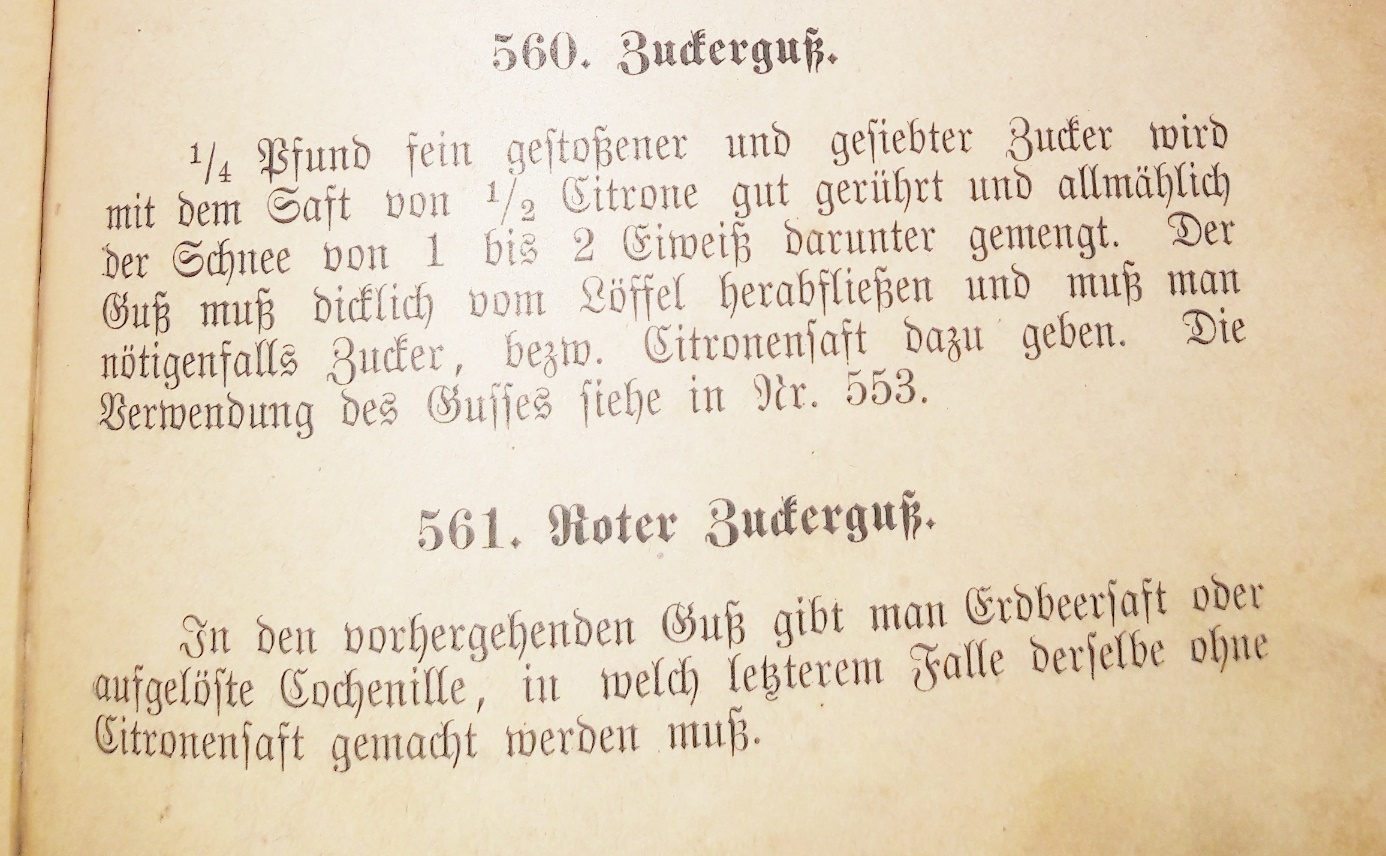 560. Zuckerguß.
1/4 Pfund fein gestoßener und gesiebter Zucker wird
mit dem Saft von 1/2 Citrone gut gerührt und allmählich
der Schnee von 1 bis 2 Eiweiß darunter gemengt. Der
Guß muß dicklich vom Löffel herabfließen und muß man
nötigenfalls Zucker, bezw. Citronensaft dazu geben. Die
Verwendung des Gusses siehe in Nr. 553.
561. Roter Zuckerguß.
In den vorhergehenden Guß gibt man Erdbeersaft oder
aufgelöste Cochenille, in welch letzterem Falle derselbe ohne
Citronensaft gemacht werden muß.